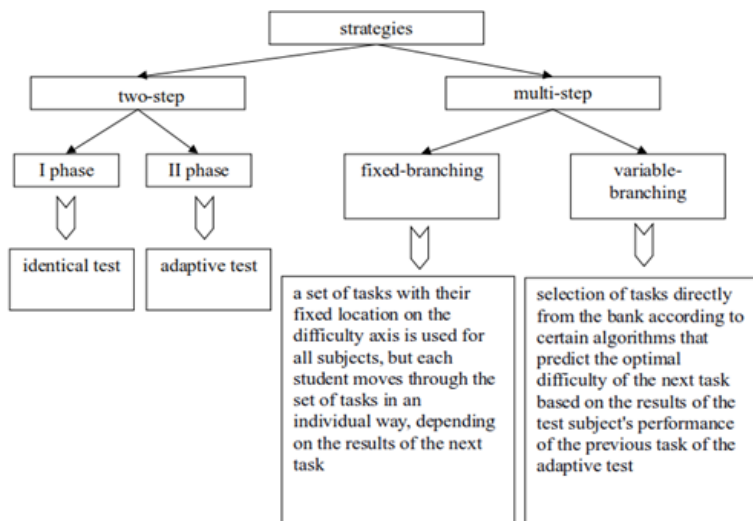 strategies
two-step
multi-step
I phase
II phase
fixed-branching
variable-
branching
identical test
adaptive test
a set of tasks with their
fixed location on the
difficulty axis is used for
all subjects, but each
student moves through the
set of tasks in an
individual way, depending
on the results of the next
task
selection of tasks directly
from the bank according to
certain algorithms that
predict the optimal
difficulty of the next task
based on the results of the
test subject's performance
of the previous task of the
adaptive test